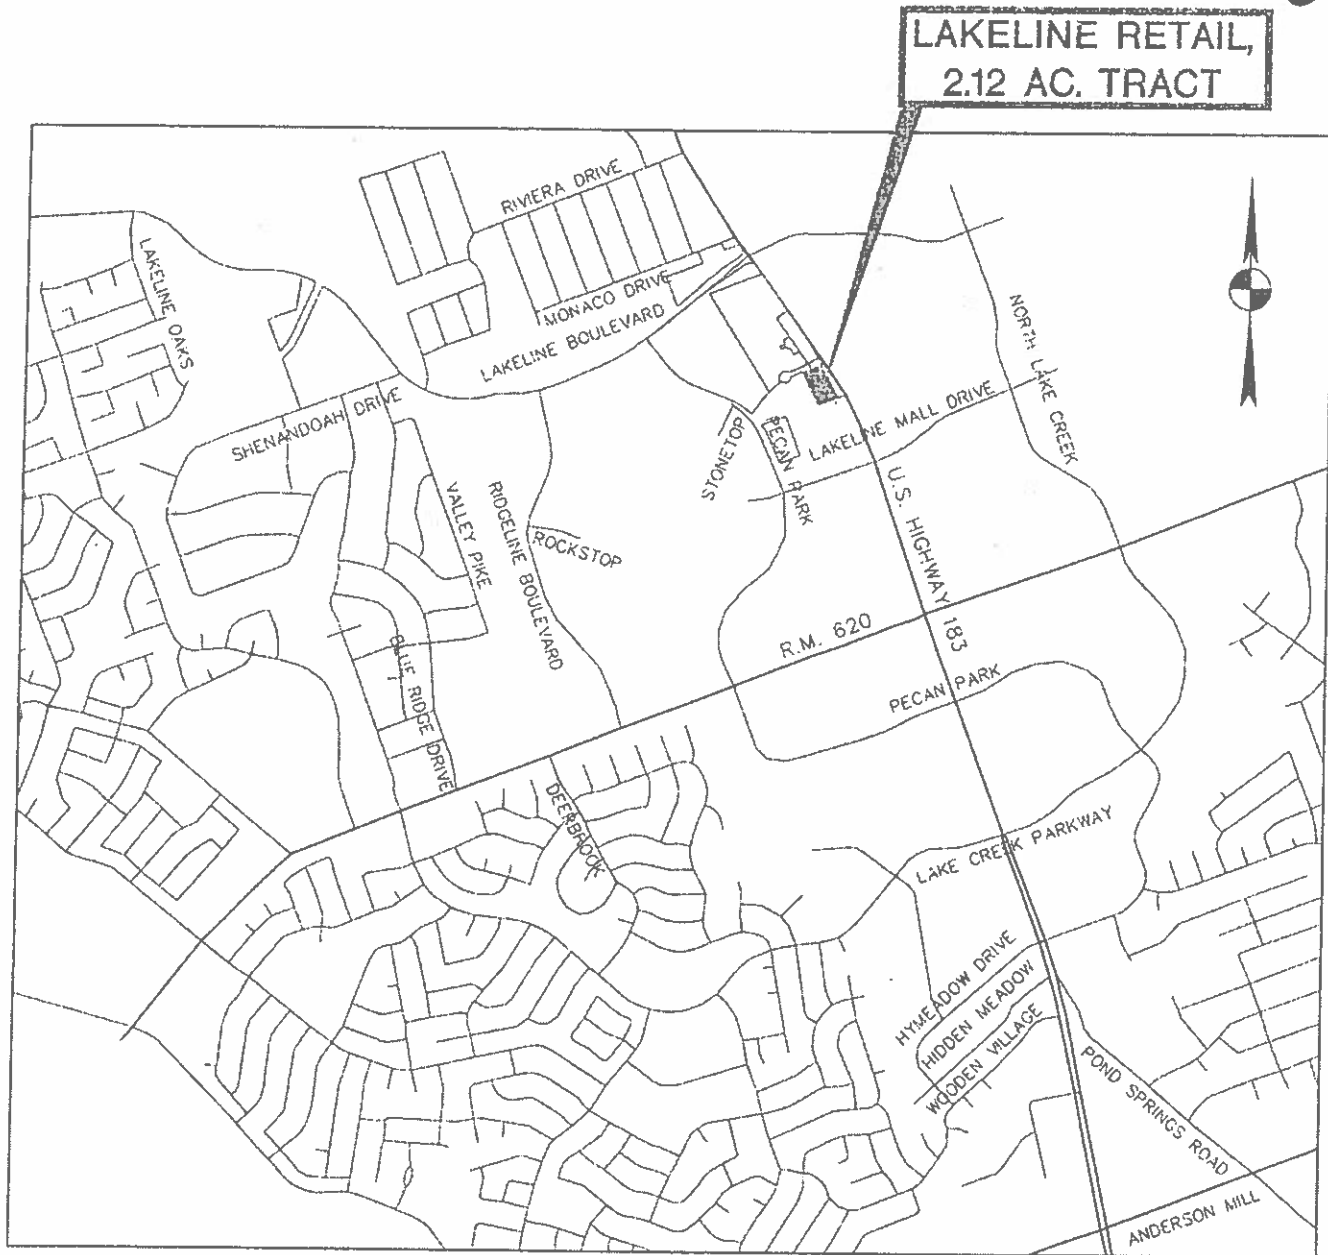 LAKELINE RETAIL,
2.12 AC. TRACT
RIVIERA DRIVE
LAKELINE OAKS
MONACO DRIVE
LAKELINE BOULEVARD
NORTH LAKE CREEK
SHENANDOAH DRIVE
LAKELINE MALL DRIVE
STONETOP
PECAN PARK
VALLEY PIKE
RIDGELINE BOULEVARD
ROCKSTOP
U.S. HIGHWAY 183
R.M. 620
BLUE RIDGE DRIVE
PECAN PARK
DEERBROOK
LAKE CREEK PARKWAY
HYMEADOW DRIVE
HIDDEN MEADOW
WOODEN VILLAGE
POND SPRINGS ROAD
ANDERSON MILL